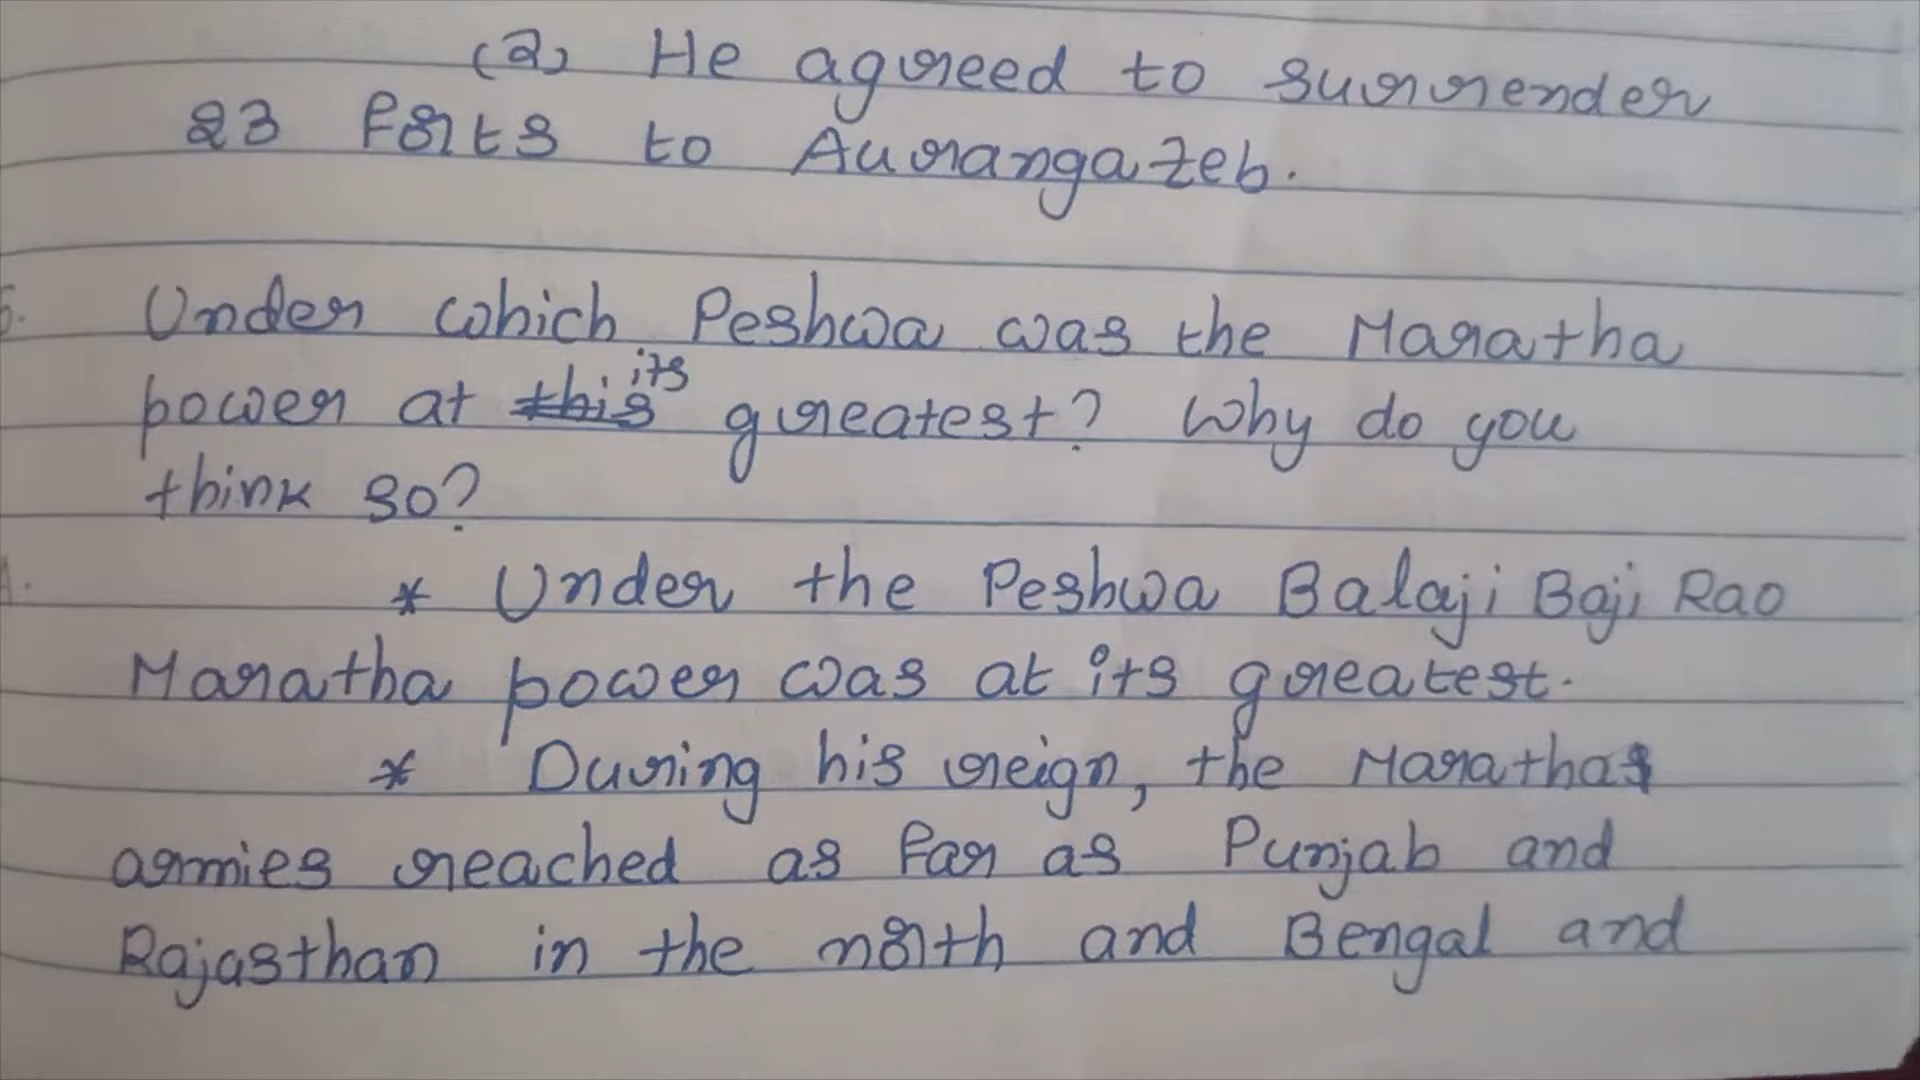 (2) He agreed to surrender
23 Forts to Aurangazeb.
5. Under which Peshwa was the Maratha
power at this its greatest? Why do you
think so?
A.
* Under the Peshwa Balaji Baji Rao
Maratha power was at its greatest.
* During his reign, the Marathas
armies reached as far as Punjab and
Rajasthan in the north and Bengal and